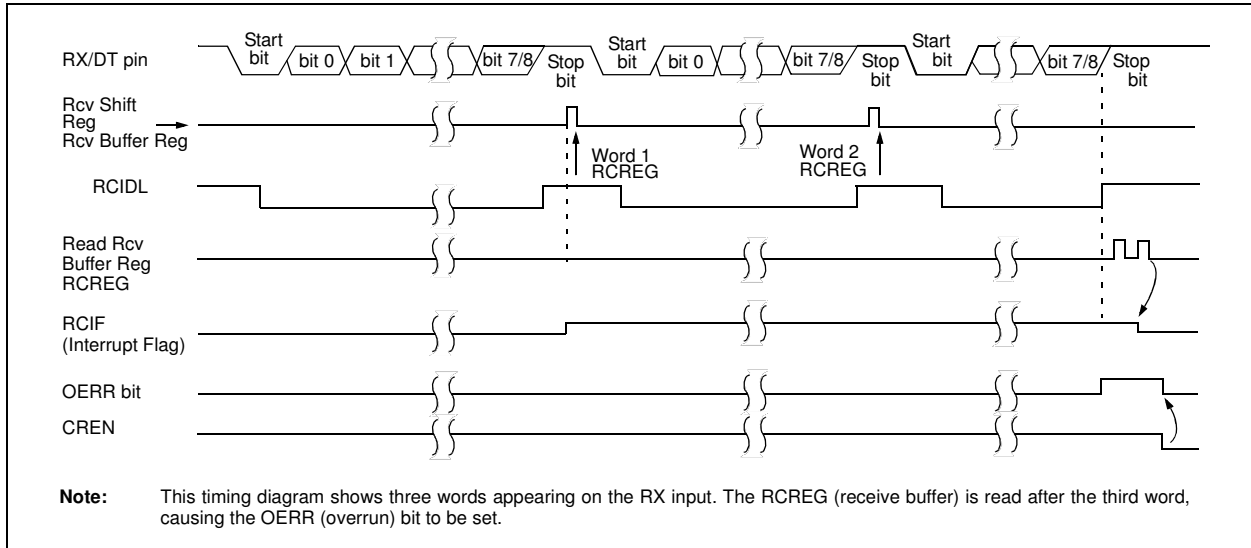 Start bit bit 0 bit 1 bit 7/8 Stop bit Start bit bit 0 bit 7/8 Stop bit Start bit bit 7/8 Stop bit
RX/DT pin
Rcv Shift
Reg
Rcv Buffer Reg
Word 1
RCREG
Word 2
RCREG
RCIDL
Read Rcv
Buffer Reg
RCREG
RCIF
(Interrupt Flag)
OERR bit
CREN
Note: This timing diagram shows three words appearing on the RX input. The RCREG (receive buffer) is read after the third word,
causing the OERR (overrun) bit to be set.